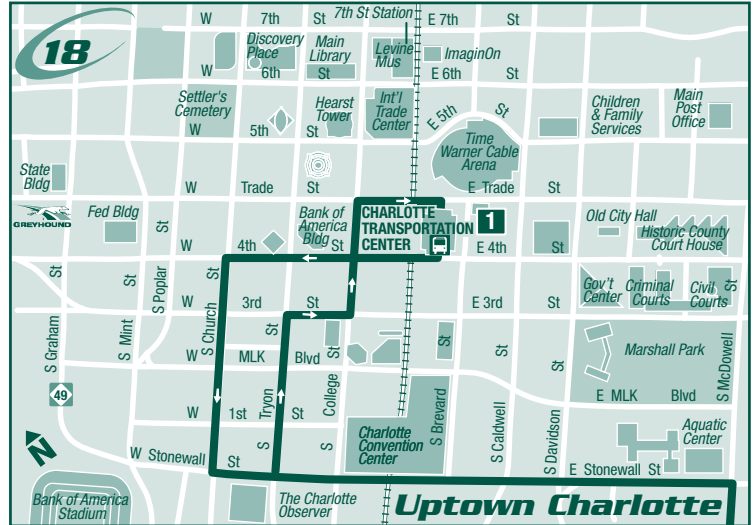 18
W 7th St
7th St Station
E 7th St
Discovery
Place
Main
Library
Levine
Mus
ImaginOn
W 6th St
E 6th St
Settler's
Cemetery
Hearst
Tower
Int'l
Trade
Center
Children
& Family
Services
Main
Post
Office
W 5th St
E 5th St
Time
Warner Cable
Arena
State
Bldg
W Trade St
E Trade St
GREYHOUND
Fed Bldg
Bank of
America
Bldg
CHARLOTTE
TRANSPORTATION
CENTER
1
Old City Hall
Historic County
Court House
W 4th St
E 4th St
Gov't
Center
Criminal
Courts
Civil
Courts
W 3rd St
E 3rd St
S Graham St
S Mint St
S Poplar St
S Church St
S Tryon St
S College St
S Brevard St
S Caldwell St
S Davidson St
S McDowell St
W MLK Blvd
Marshall Park
E MLK Blvd
49
W 1st St
N
Charlotte
Convention
Center
Aquatic
Center
W Stonewall St
E Stonewall St
Bank of America
Stadium
The Charlotte
Observer
Uptown Charlotte